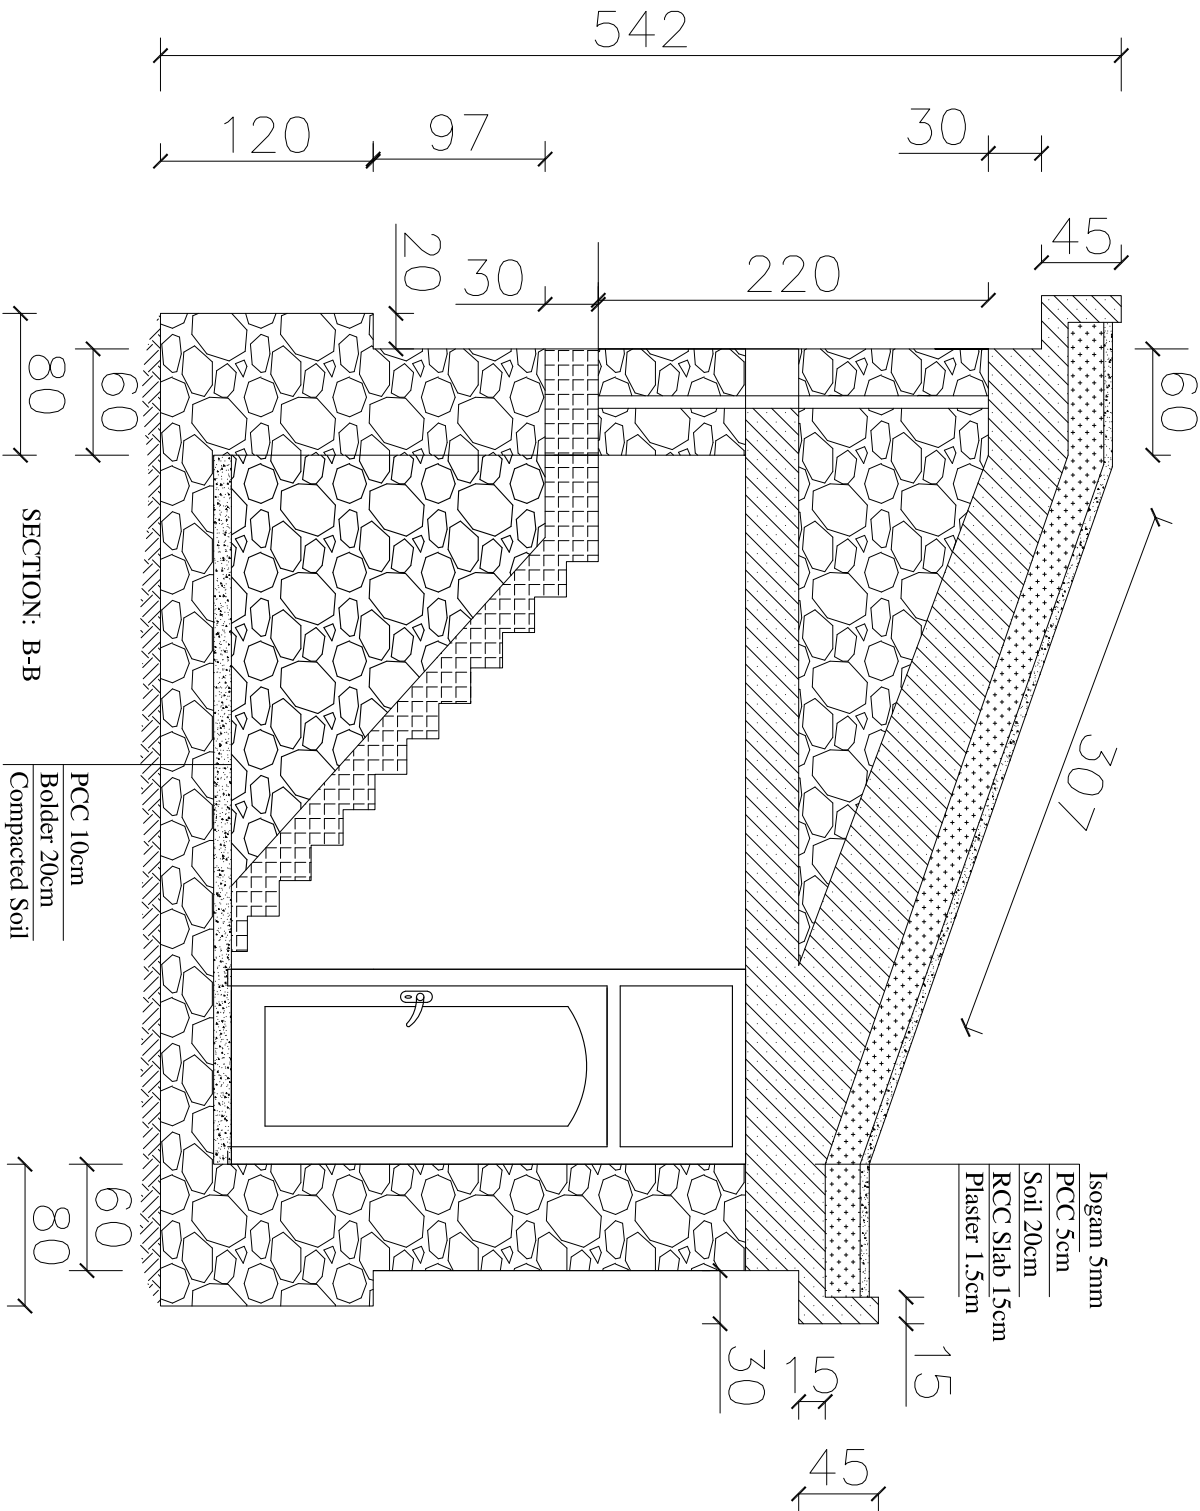 542
120
97
30
45
20
30
220
60
80
60
307
SECTION: B-B
PCC 10cm
Bolder 20cm
Compacted Soil
Isogam 5mm
PCC 5cm
Soil 20cm
RCC Slab 15cm
Plaster 1.5cm
60
80
30
15
15
45